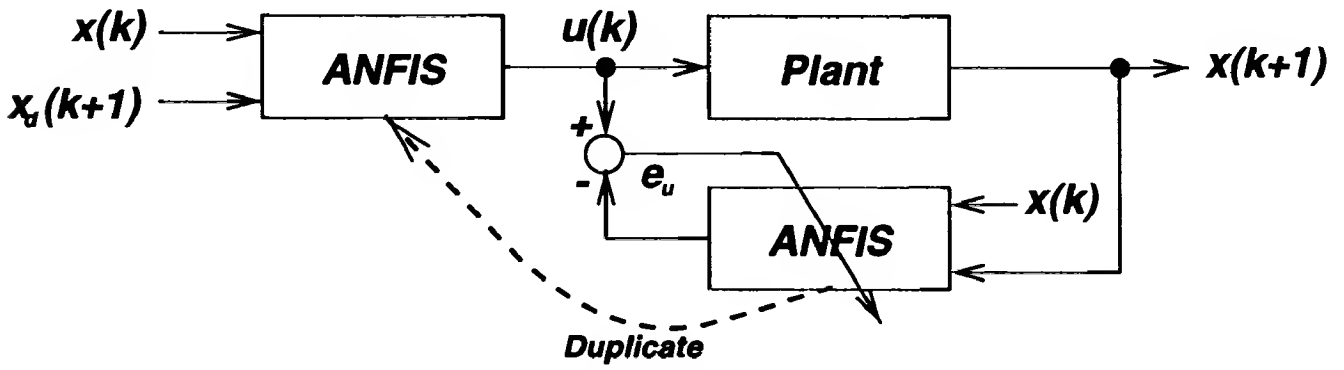 x(k)
x_d(k+1)
ANFIS
u(k)
Plant
x(k+1)
+
-
e_u
x(k)
ANFIS
Duplicate